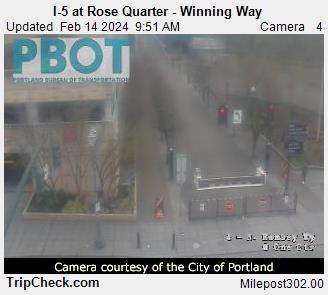 I-5 at Rose Quarter - Winning Way
Updated Feb 14 2024 9:51 AM Camera 4
PBOT
PORTLAND BUREAU OF TRANSPORTATION
Camera courtesy of the City of Portland
TripCheck.com Milepost302.00